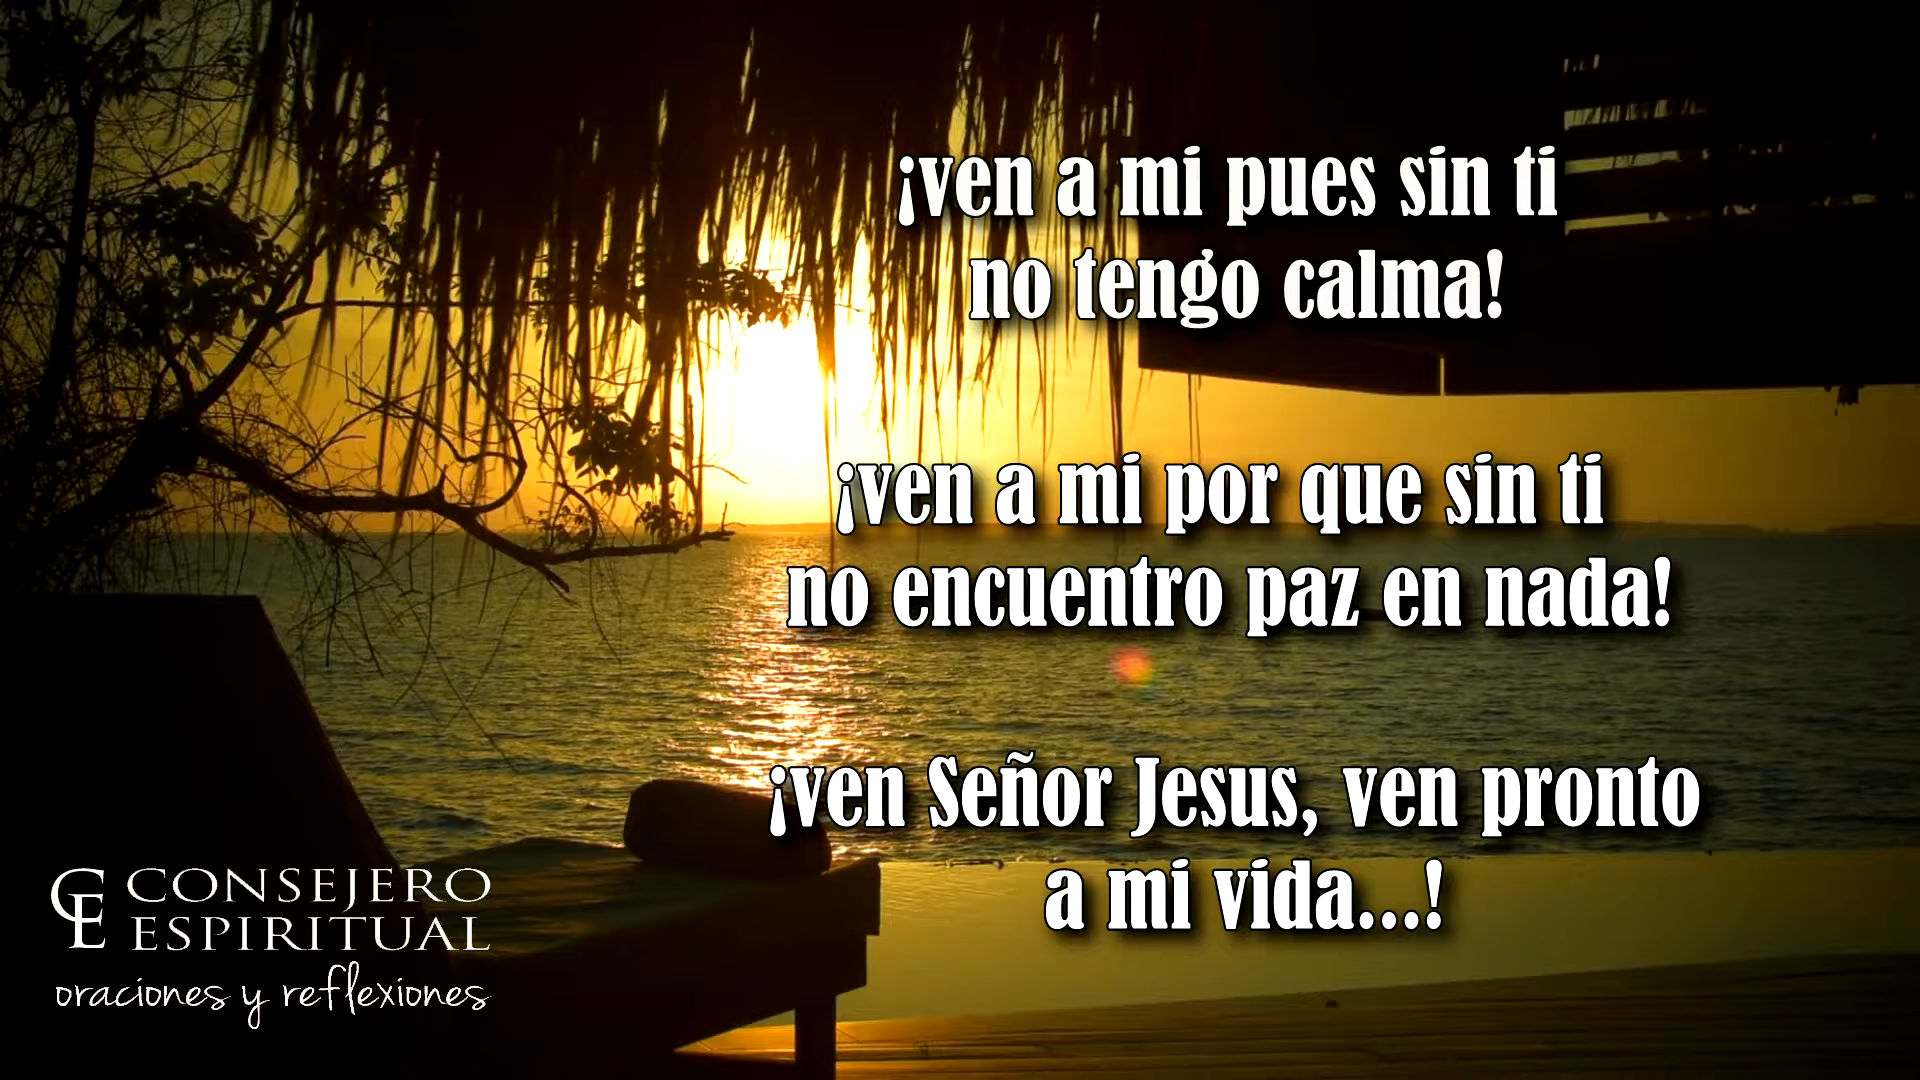 ¡ven a mi pues sin ti
no tengo calma!
¡ven a mi por que sin ti
no encuentro paz en nada!
¡ven Señor Jesus, ven pronto
a mi vida...!
CE CONSEJERO
ESPIRITUAL
oraciones y reflexiones